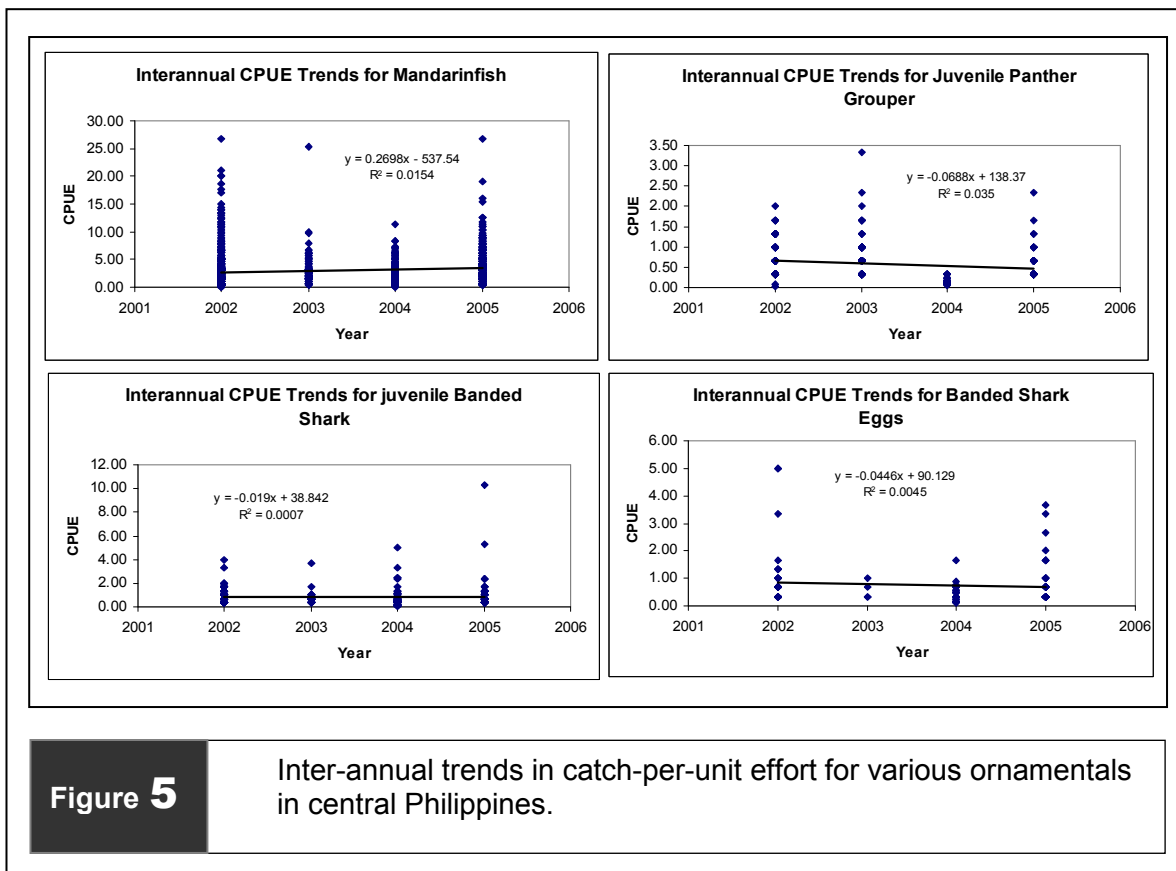 Interannual CPUE Trends for Mandarinfish
CPUE
30.00
25.00
20.00
15.00
10.00
5.00
0.00
y = 0.2698x - 537.54
R² = 0.0154
2001 2002 2003 2004 2005 2006
Year
Interannual CPUE Trends for Juvenile Panther
Grouper
CPUE
3.50
3.00
2.50
2.00
1.50
1.00
0.50
0.00
y = -0.0688x + 138.37
R² = 0.035
2001 2002 2003 2004 2005 2006
Year
Interannual CPUE Trends for juvenile Banded
Shark
CPUE
12.00
10.00
8.00
6.00
4.00
2.00
0.00
y = -0.019x + 38.842
R² = 0.0007
2001 2002 2003 2004 2005 2006
Year
Interannual CPUE Trends for Banded Shark
Eggs
CPUE
6.00
5.00
4.00
3.00
2.00
1.00
0.00
y = -0.0446x + 90.129
R² = 0.0045
2001 2002 2003 2004 2005 2006
Year
Figure 5
Inter-annual trends in catch-per-unit effort for various ornamentals
in central Philippines.